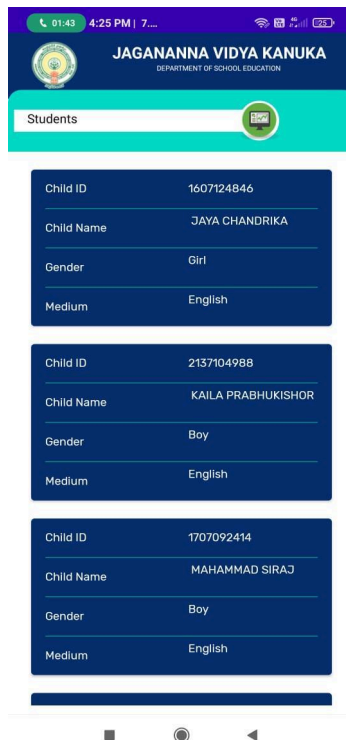 01:43 4:25 PM | 7.... 4G 25
JAGANANNA VIDYA KANUKA
DEPARTMENT OF SCHOOL EDUCATION
Students
Child ID 1607124846
Child Name JAYA CHANDRIKA
Gender Girl
Medium English
Child ID 2137104988
Child Name KAILA PRABHUKISHOR
Gender Boy
Medium English
Child ID 1707092414
Child Name MAHAMMAD SIRAJ
Gender Boy
Medium English